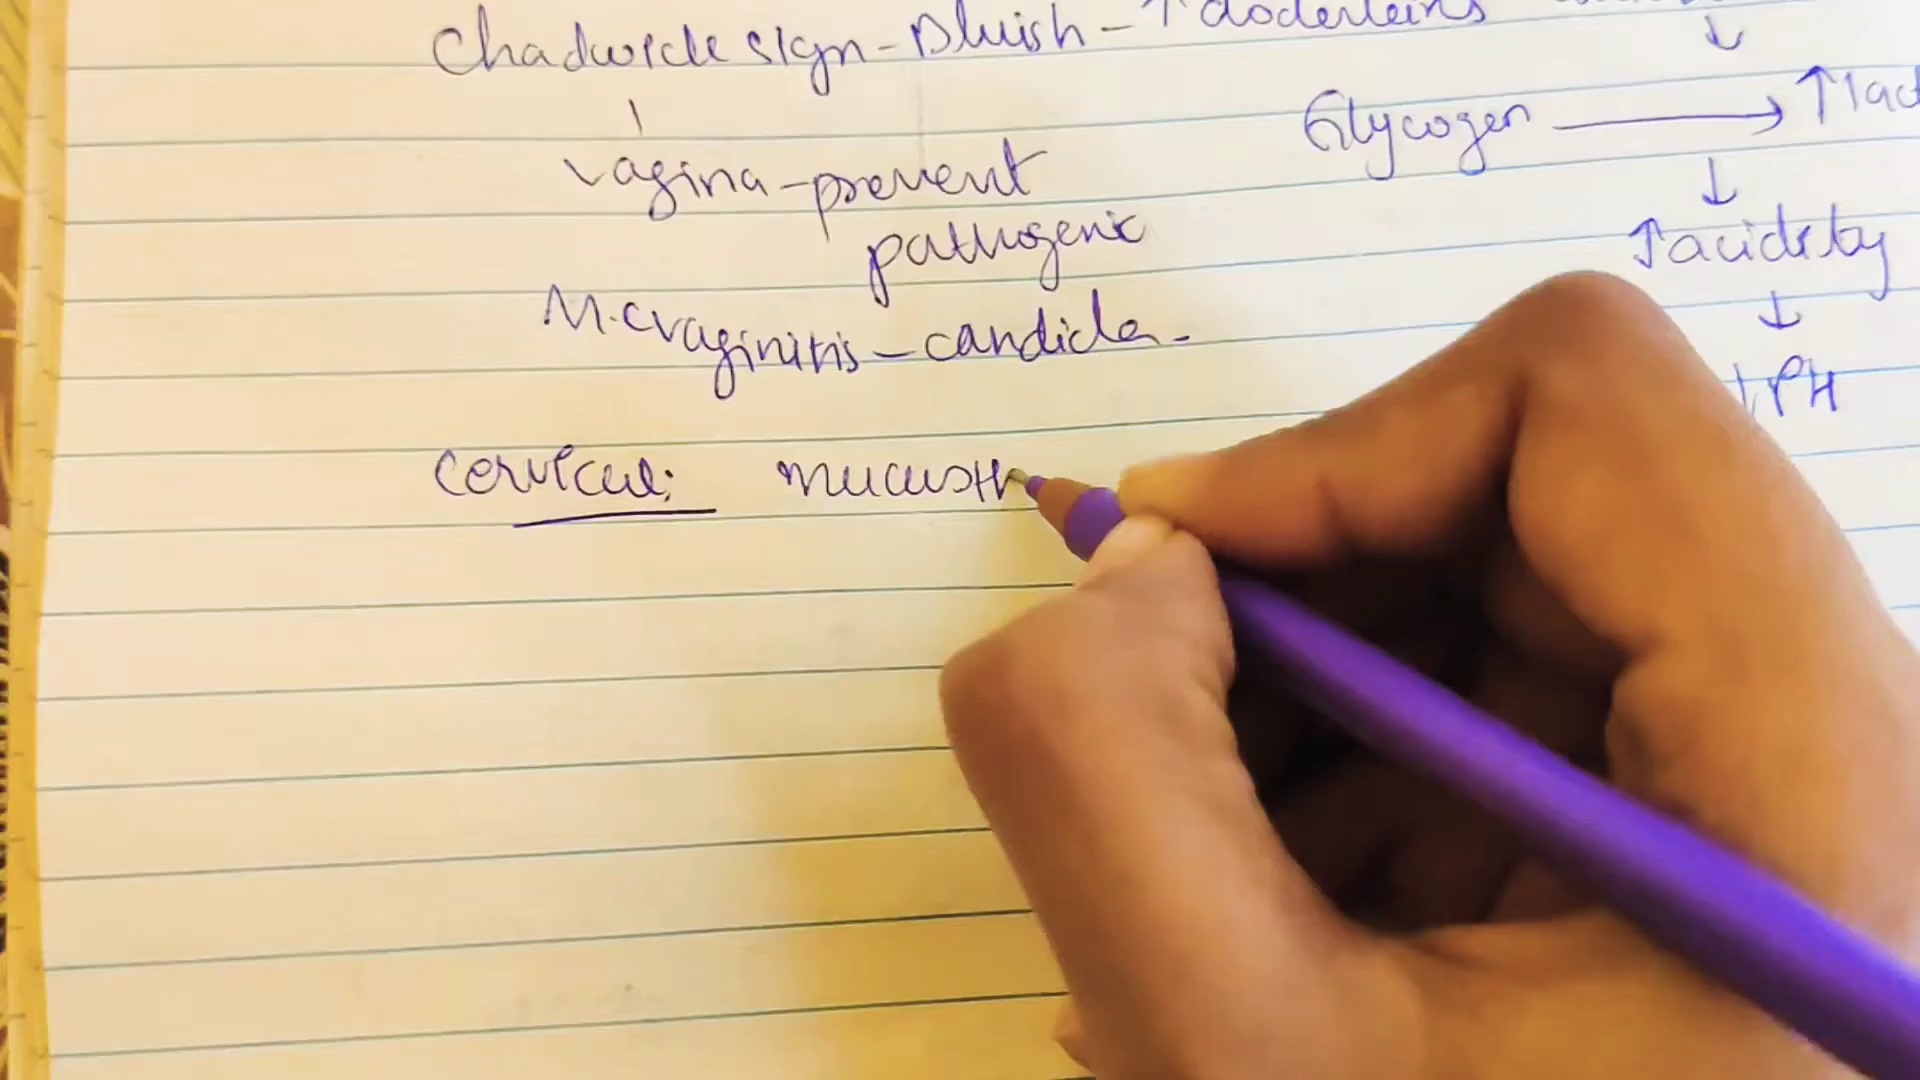 Chadwick sign - Bluish - ↑ doderleins
↓
Glycogen → ↑ lac
vagina - prevent
↓
pathogenic
↑ acidity
M.C vaginitis - candida -
↓
↓ PH
Cervical: mucus